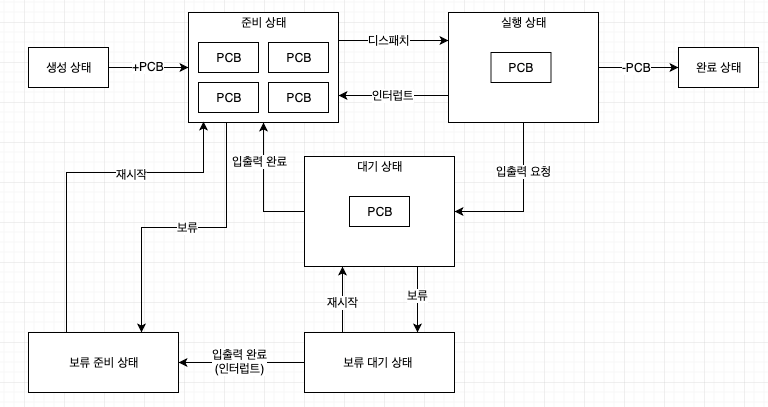 준비 상태
PCB
PCB
PCB
PCB
생성 상태
+PCB
디스패치
인터럽트
실행 상태
PCB
-PCB
완료 상태
재시작
입출력 완료
보류
대기 상태
PCB
입출력 요청
재시작
보류
보류 준비 상태
입출력 완료
(인터럽트)
보류 대기 상태